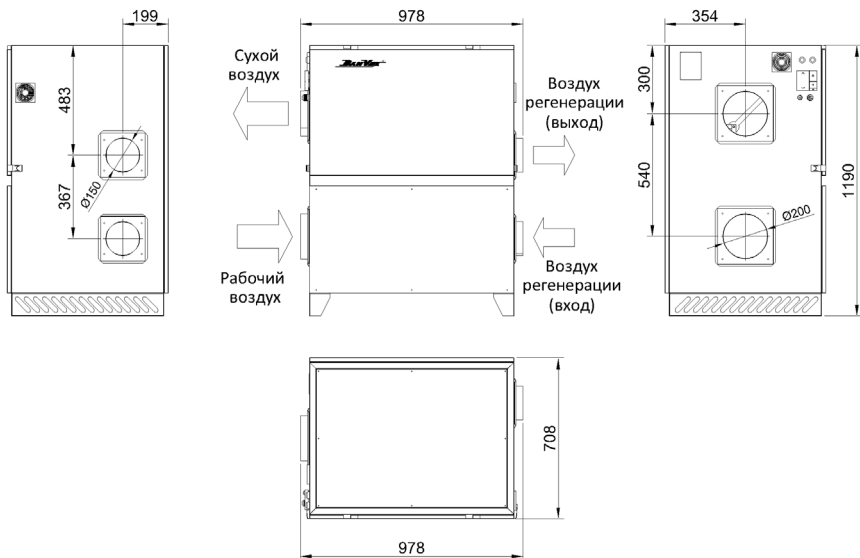 199
978
354
Сухой
воздух
DanVex
Воздух
регенерации
(выход)
483
367
Ø150
300
540
1190
Ø200
Рабочий
воздух
Воздух
регенерации
(вход)
708
978